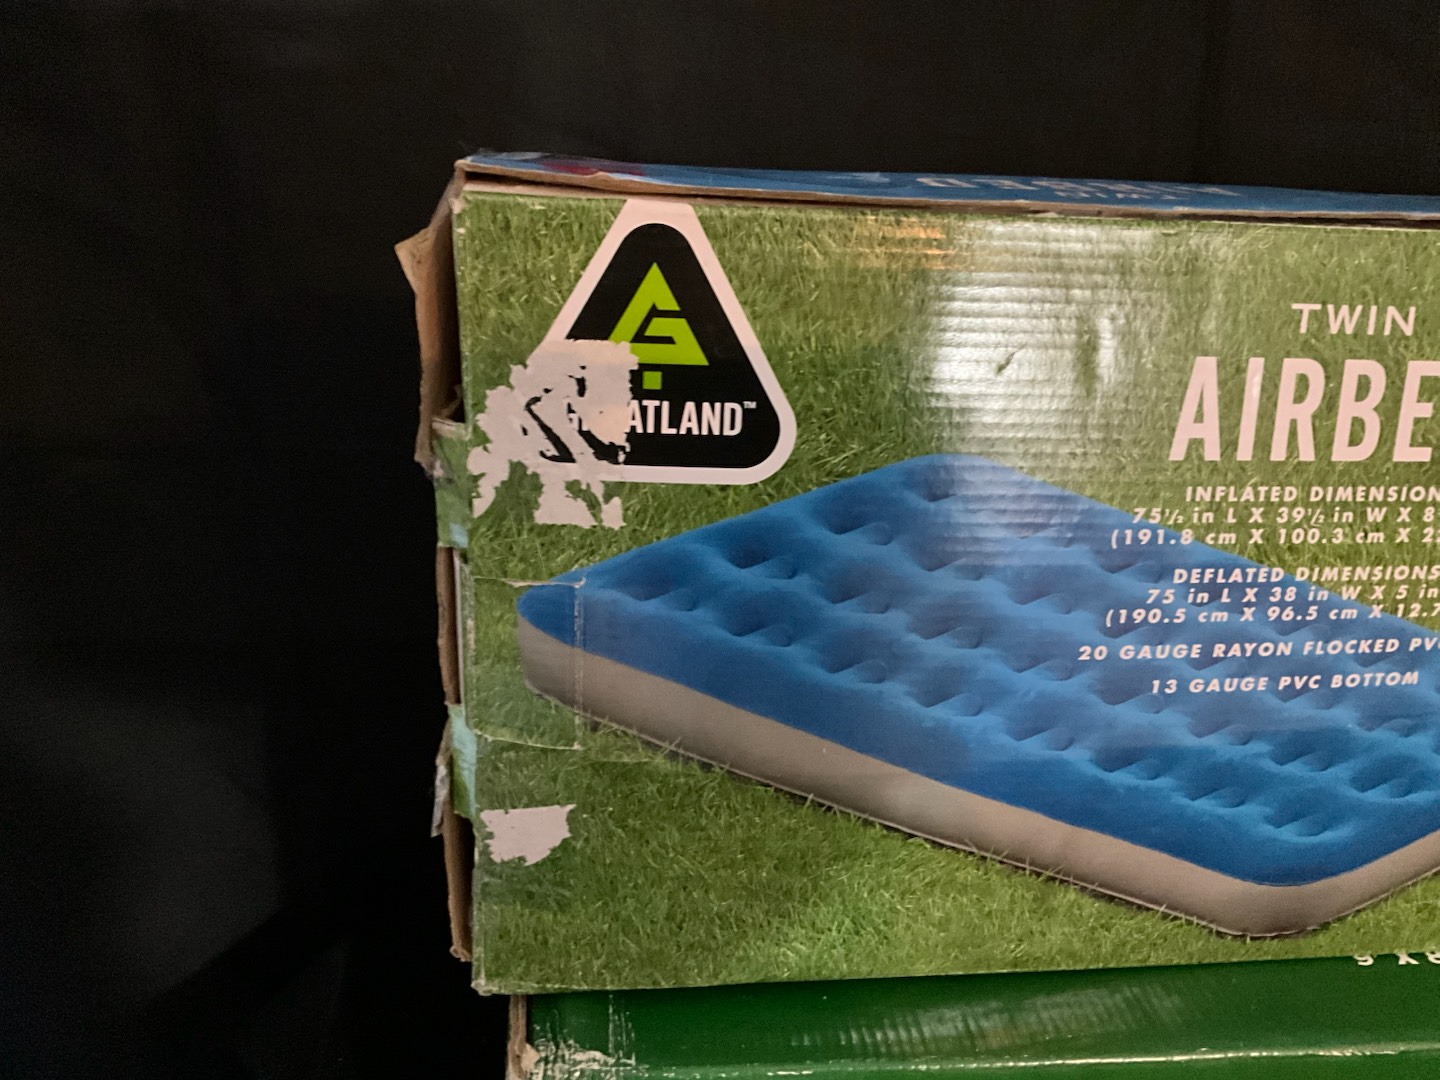 TWIN
AIRBE
INFLATED DIMENSION
75½ in L X 39½ in W X 8
(191.8 cm X 100.3 cm X 2
DEFLATED DIMENSIONS
75 in L X 38 in W X 5 in
(190.5 cm X 96.5 cm X 12.7
20 GAUGE RAYON FLOCKED PV
13 GAUGE PVC BOTTOM
ATLAND™